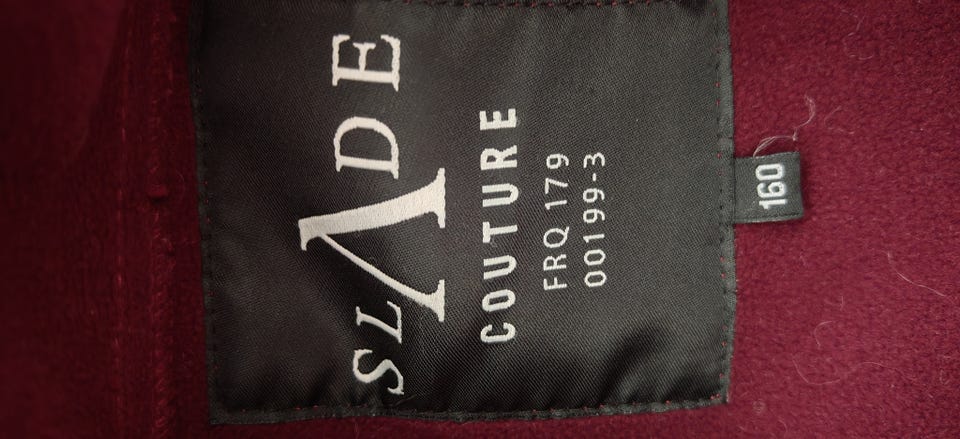 SLADE
COUTURE
FRQ 179
00199-3
160